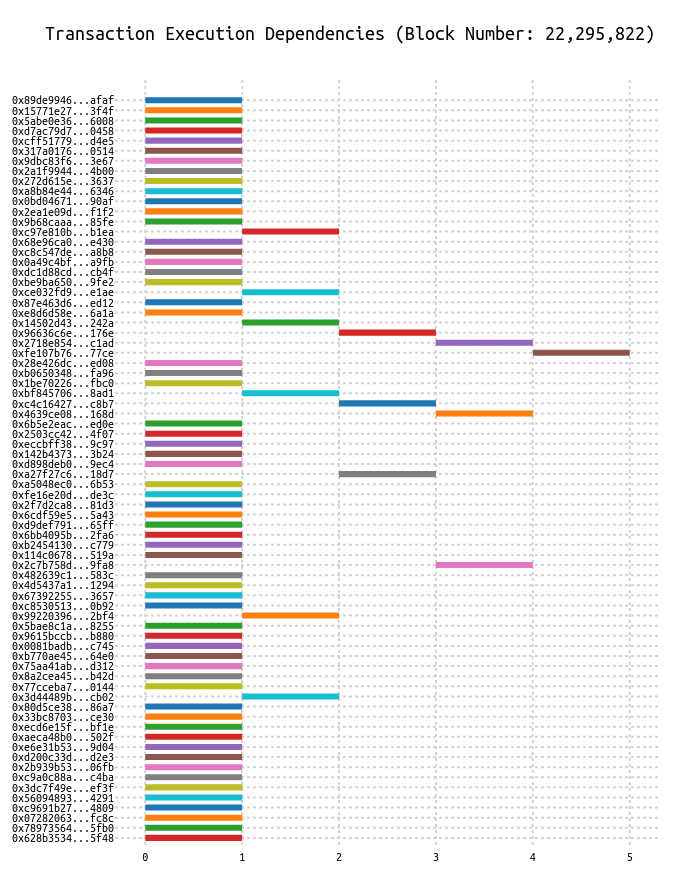 Transaction Execution Dependencies (Block Number: 22,295,822)
0x89de9946...afaf
0x15771e27...3f4f
0x5abe0e36...6008
0xd7ac79d7...0458
0xcff51779...d4e5
0x317a0176...0514
0x9dbc83f6...3e67
0x2a1f9944...4b00
0x272d615e...3637
0xa8b84e44...6346
0x0bd04671...90af
0x2ea1e09d...f1f2
0x9b68caaa...85fe
0xc97e810b...b1ea
0x68e96ca0...e430
0xc8c547de...a8b8
0x0a49c4bf...a9fb
0xdc1d88cd...cb4f
0xbe9ba650...9fe2
0xce032fd9...e1ae
0x87e463d6...ed12
0xe8d6d58e...6a1a
0x14502d43...242a
0x96636c6e...176e
0x2718e854...c1ad
0xfe107b76...77ce
0x28e426dc...ed08
0xb0650348...fa96
0x1be70226...fbc0
0xbf845706...8ad1
0xc4c16427...c8b7
0x4639ce08...168d
0x6b5e2eac...ed0e
0x2503cc42...4f07
0xeccbff38...9c97
0x142b4373...3b24
0xd898deb0...9ec4
0xa27f27c6...18d7
0xa5048ec0...6b53
0xfe16e20d...de3c
0x2f7d2ca8...81d3
0x6cdf59e5...5a43
0xd9def791...65ff
0x6bb4095b...2fa6
0xb2454130...c779
0x114c0678...519a
0x2c7b758d...9fa8
0x482639c1...583c
0x4d5437a1...1294
0x67392255...3657
0xc8530513...0b92
0x99220396...2bf4
0x5bae8c1a...8255
0x9615bccb...b880
0x0081badb...c745
0xb770ae45...64e0
0x75aa41ab...d312
0x8a2cea45...b42d
0x77cceba7...0144
0x3d44489b...cb02
0x80d5ce38...86a7
0x33bc8703...ce30
0xecd6e15f...bf1e
0xaeca48b0...502f
0xe6e31b53...9d04
0xd200c33d...d2e3
0x2b939b53...06fb
0xc9a0c88a...c4ba
0x3dc7f49e...ef3f
0x56094893...4291
0xc9691b27...4809
0x07282063...fc8c
0x78973564...5fb0
0x628b3534...5f48
0 1 2 3 4 5